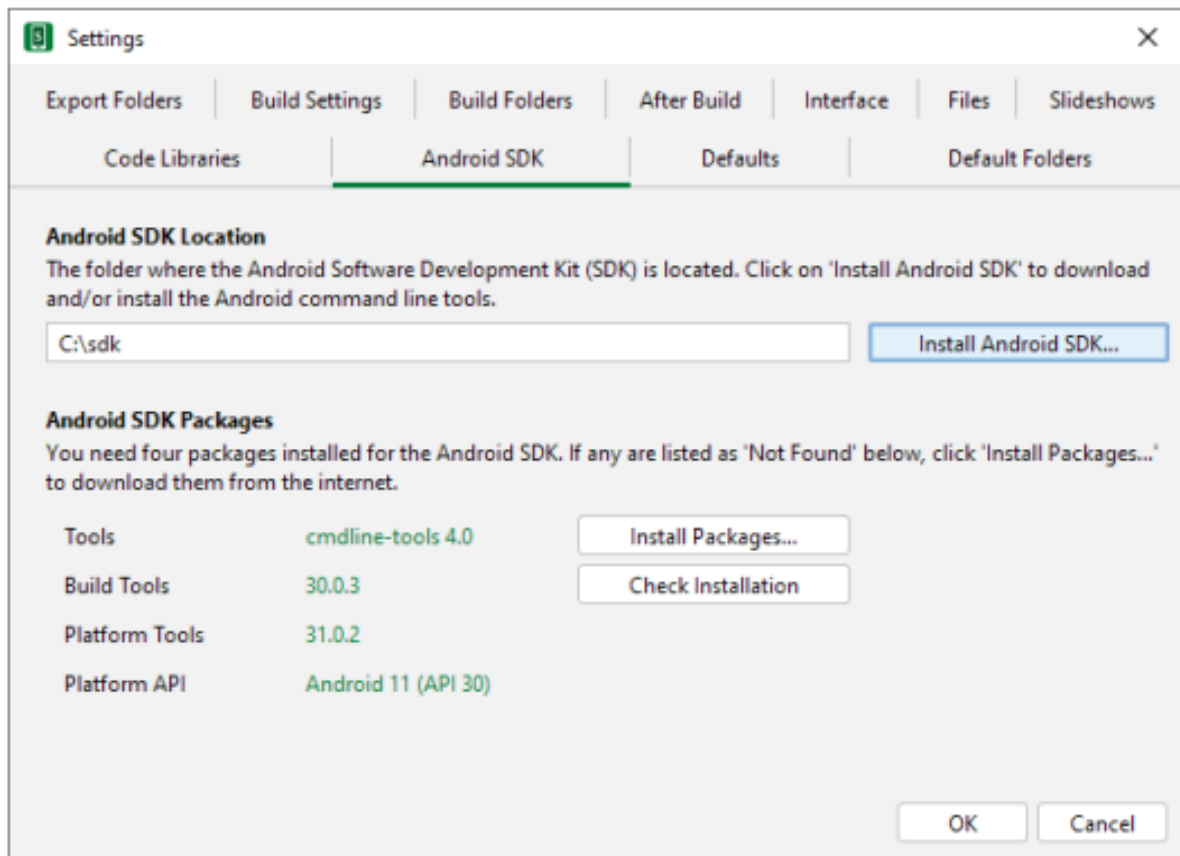 Settings
Export Folders Build Settings Build Folders After Build Interface Files Slideshows
Code Libraries Android SDK Defaults Default Folders
Android SDK Location
The folder where the Android Software Development Kit (SDK) is located. Click on 'Install Android SDK' to download
and/or install the Android command line tools.
C:\sdk Install Android SDK...
Android SDK Packages
You need four packages installed for the Android SDK. If any are listed as 'Not Found' below, click 'Install Packages...'
to download them from the internet.
Tools cmdline-tools 4.0 Install Packages...
Build Tools 30.0.3 Check Installation
Platform Tools 31.0.2
Platform API Android 11 (API 30)
OK Cancel